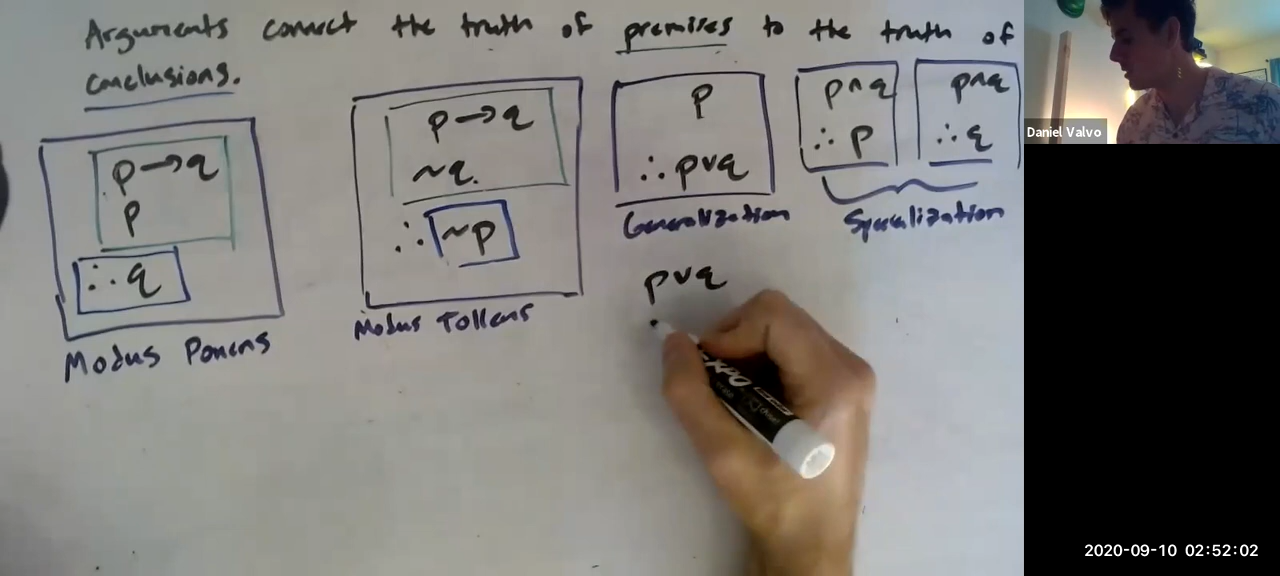 Arguments connect the truth of premises to the truth of
conclusions.
p→q
p
∴ q
Modus Ponens
p→q
~q.
∴ ~p
Modus Tollens
p
∴ p∨q
Generalization
p∧q
∴ p
p∧q
∴ q
Specialization
p∨q
EXPO
Daniel Valvo
2020-09-10 02:52:02